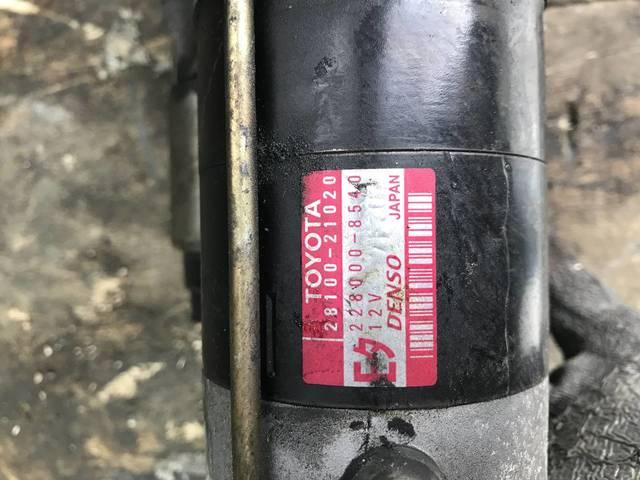 TOYOTA
28100-21020
228000-8540
12V
DENSO
JAPAN